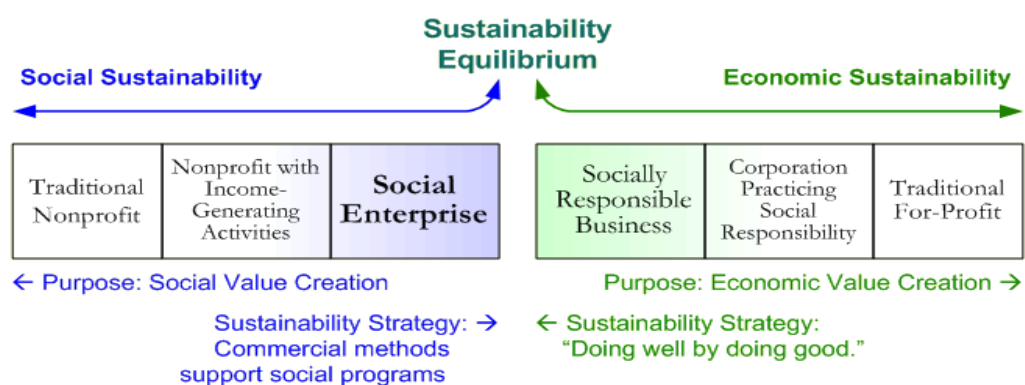 Sustainability
Equilibrium
Social Sustainability
Economic Sustainability
Traditional
Nonprofit
Nonprofit with
Income-
Generating
Activities
Social
Enterprise
Socially
Responsible
Business
Corporation
Practicing
Social
Responsibility
Traditional
For-Profit
← Purpose: Social Value Creation
Purpose: Economic Value Creation →
Sustainability Strategy: →
Commercial methods
support social programs
← Sustainability Strategy:
“Doing well by doing good.”